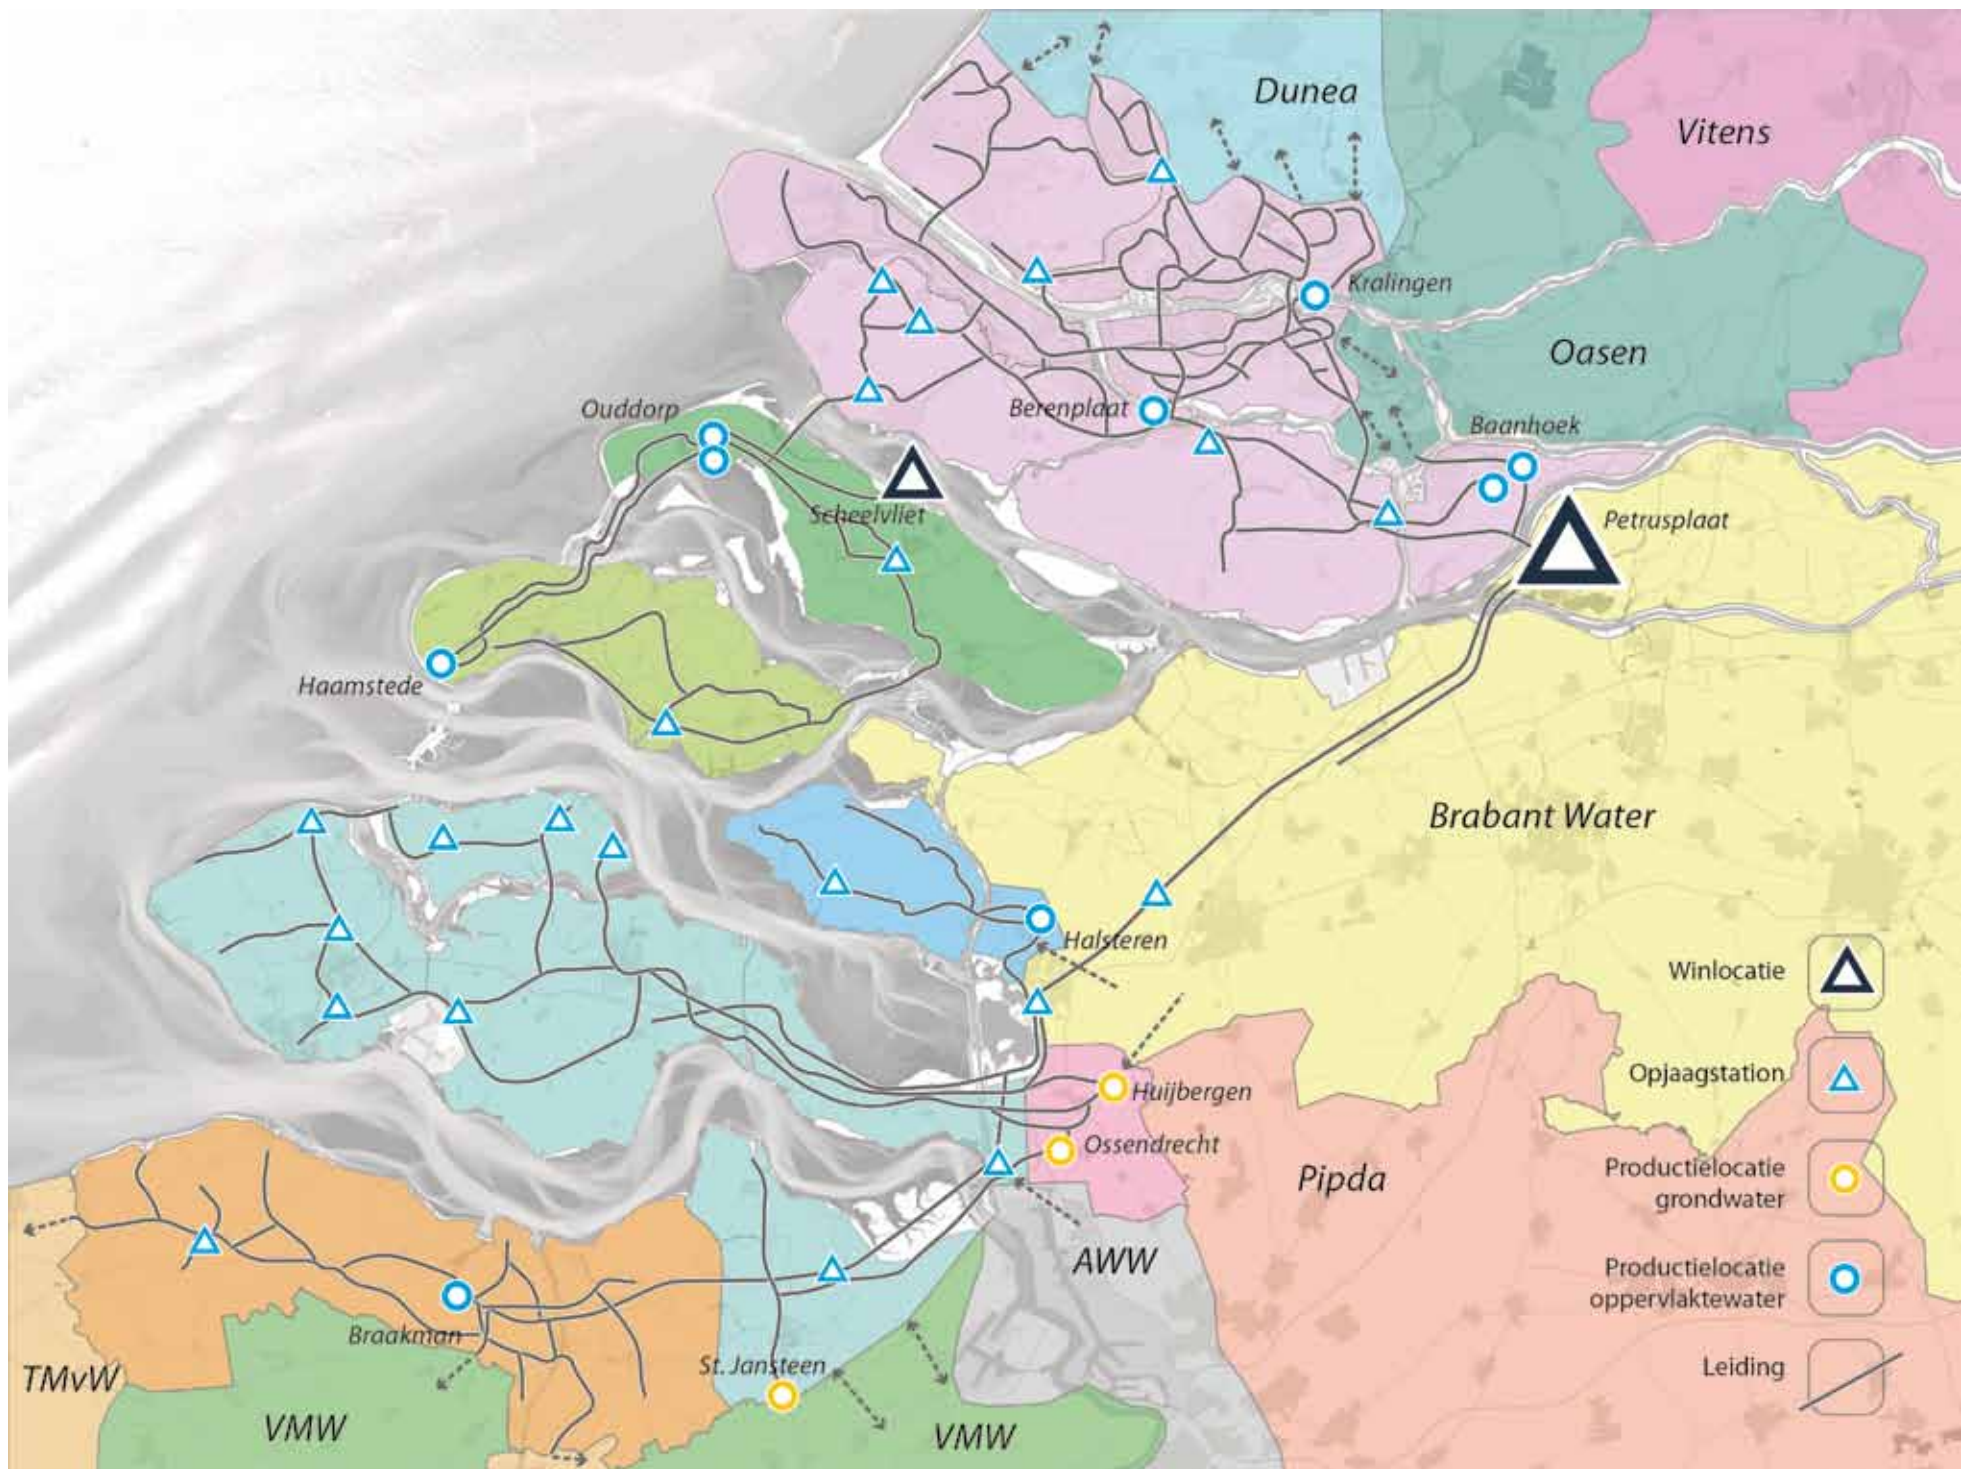 Dunea
Vitens
Kralingen
Oasen
Ouddorp
Berenplaat
Baanhoek
Scheelvliet
Petrusplaat
Haamstede
Brabant Water
Halsteren
Winlocatie
Opjaagstation
Huijbergen
Ossendrecht
Pipda
Productielocatie
grondwater
AWW
Productielocatie
oppervlaktewater
Braakman
St. Jansteen
Leiding
TMvW
VMW
VMW